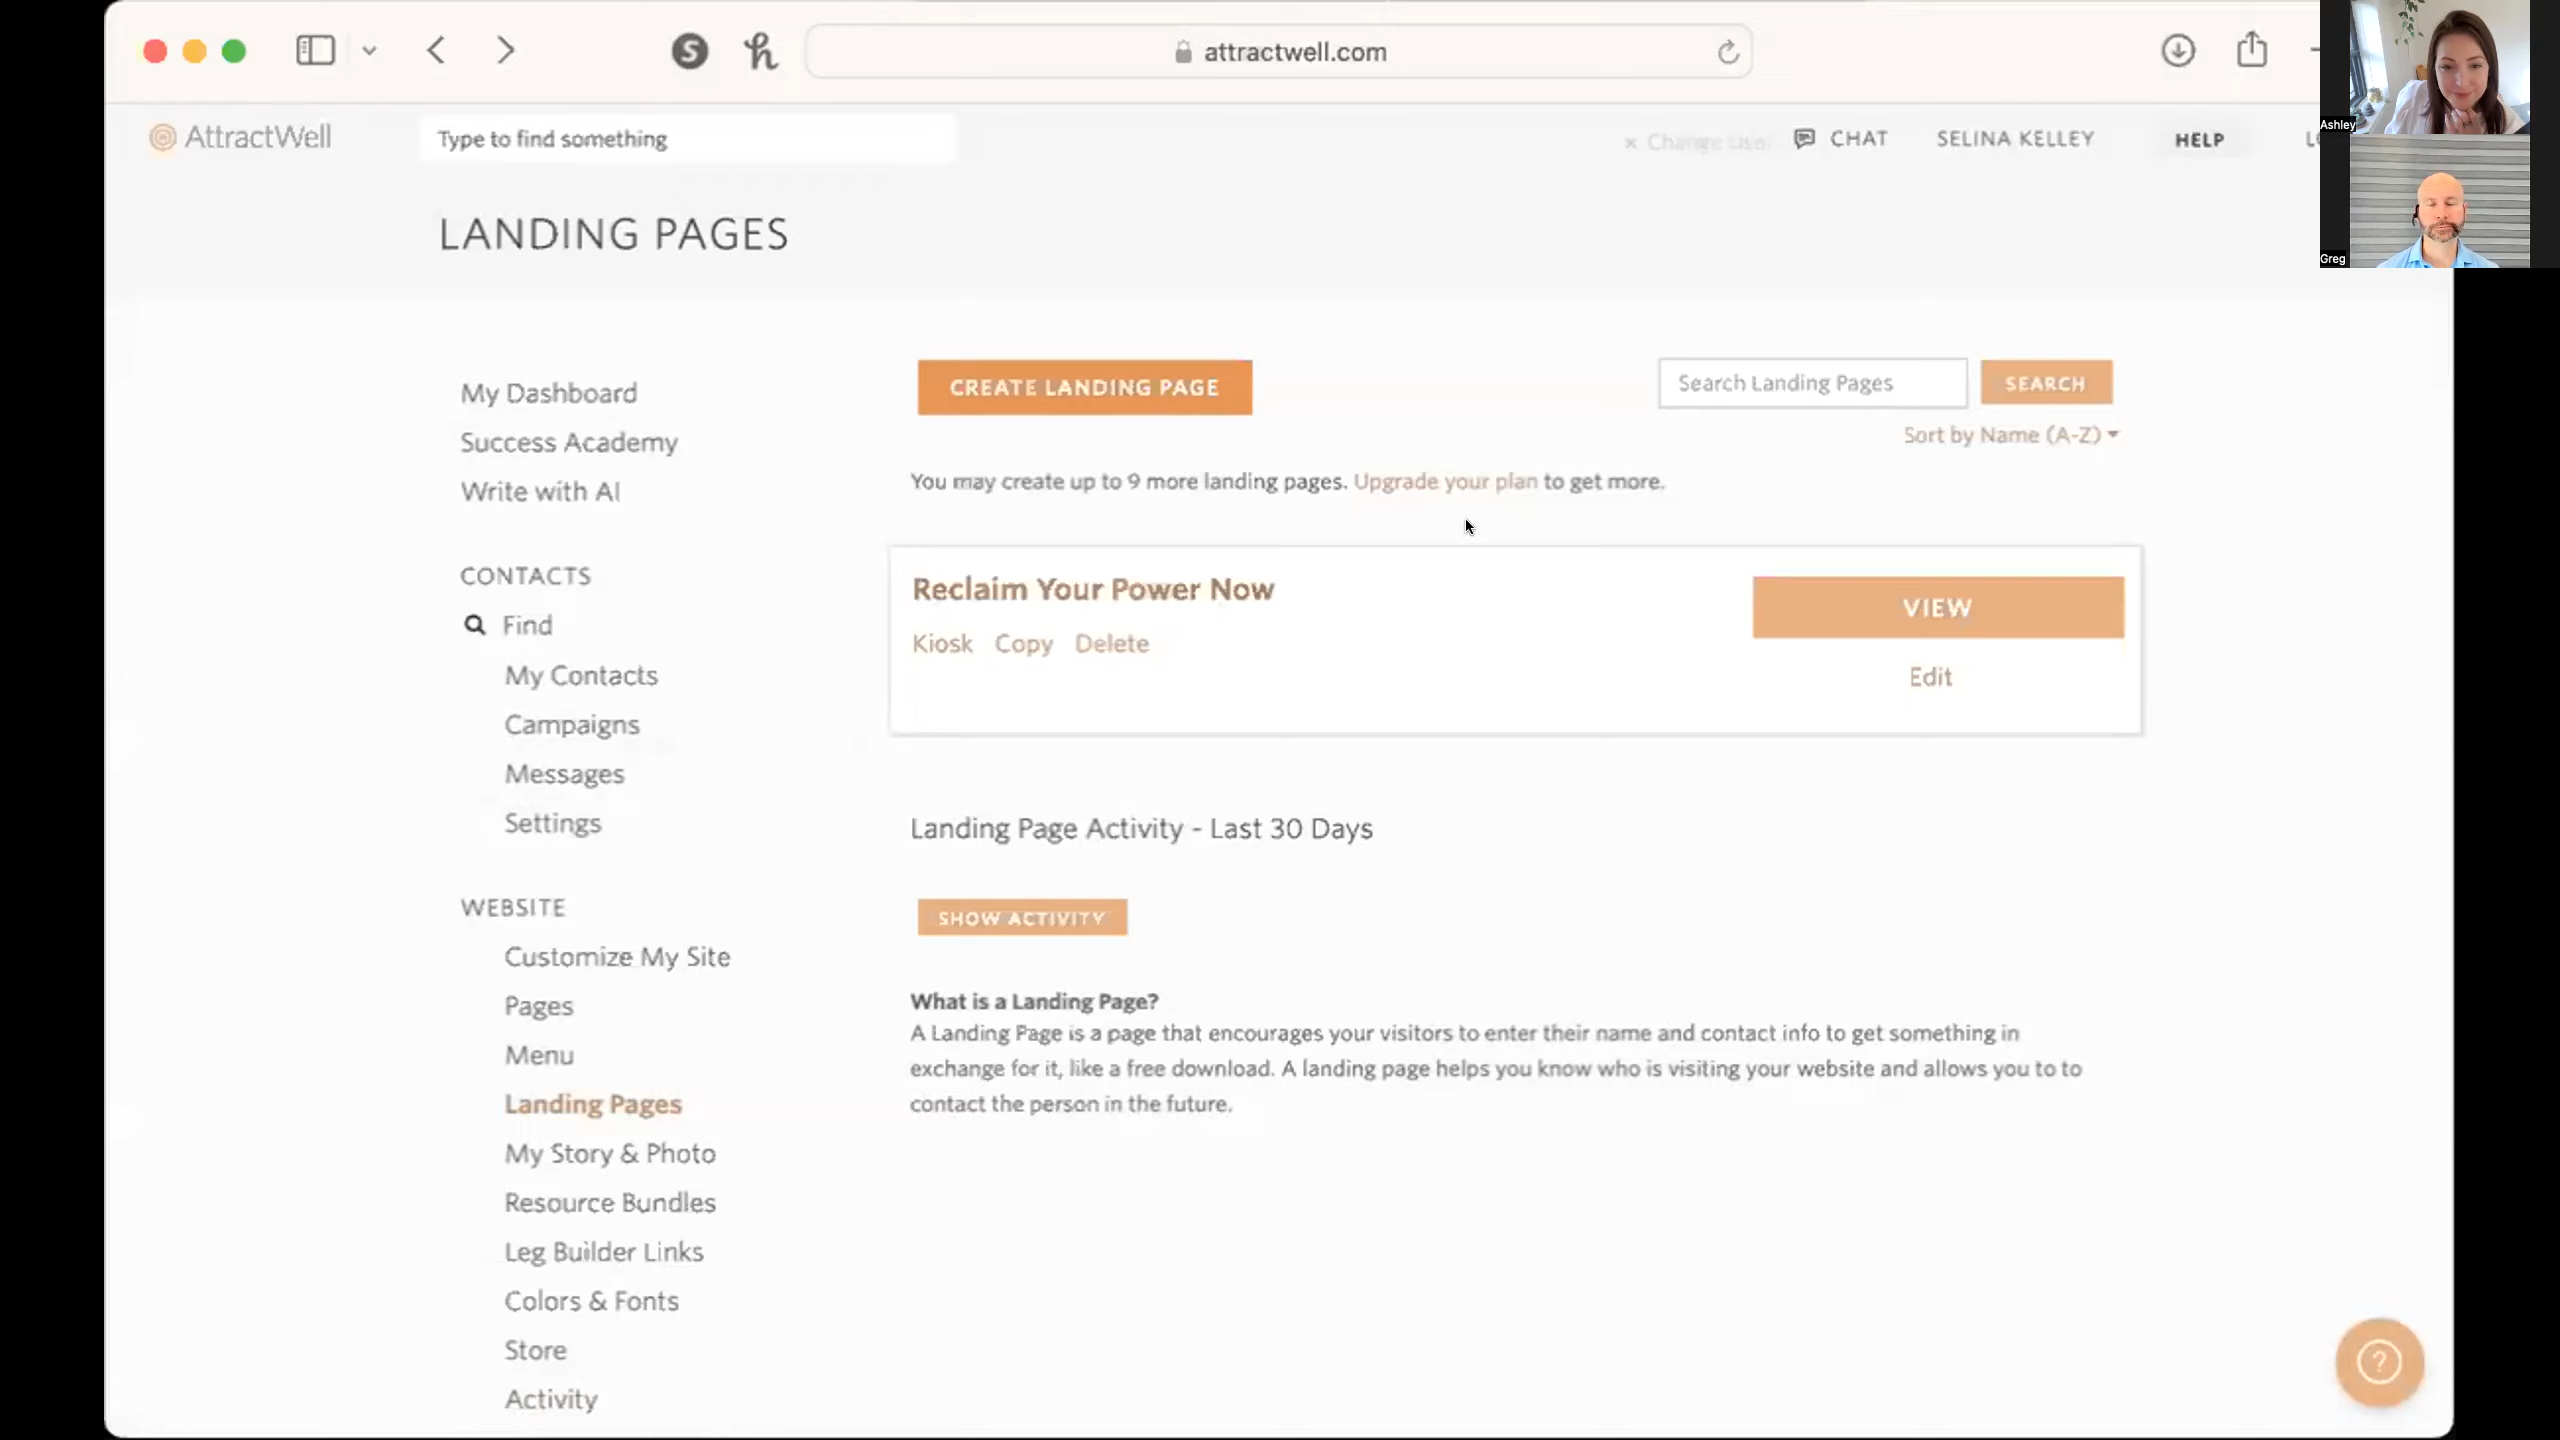 attractwell.com
AttractWell
Type to find something
× Change Use
CHAT
SELINA KELLEY
HELP
Ashley
Greg
LANDING PAGES
My Dashboard
Success Academy
Write with AI
CONTACTS
Find
My Contacts
Campaigns
Messages
Settings
WEBSITE
Customize My Site
Pages
Menu
Landing Pages
My Story & Photo
Resource Bundles
Leg Builder Links
Colors & Fonts
Store
Activity
CREATE LANDING PAGE
Search Landing Pages
SEARCH
Sort by Name (A-Z)
You may create up to 9 more landing pages. Upgrade your plan to get more.
Reclaim Your Power Now
Kiosk Copy Delete
VIEW
Edit
Landing Page Activity - Last 30 Days
SHOW ACTIVITY
What is a Landing Page?
A Landing Page is a page that encourages your visitors to enter their name and contact info to get something in
exchange for it, like a free download. A landing page helps you know who is visiting your website and allows you to to
contact the person in the future.